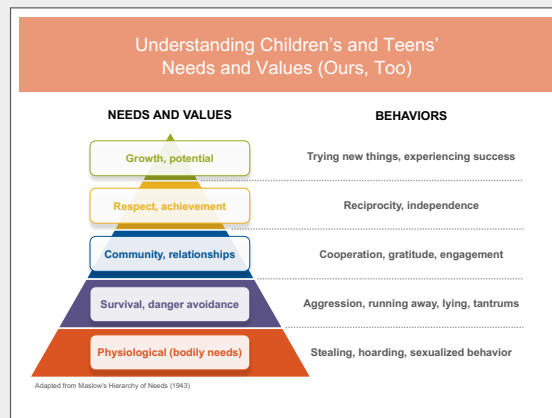 Understanding Children’s and Teens’
Needs and Values (Ours, Too)
NEEDS AND VALUES
BEHAVIORS
Growth, potential
Trying new things, experiencing success
Respect, achievement
Reciprocity, independence
Community, relationships
Cooperation, gratitude, engagement
Survival, danger avoidance
Aggression, running away, lying, tantrums
Physiological (bodily needs)
Stealing, hoarding, sexualized behavior
Adapted from Maslow’s Hierarchy of Needs (1943)